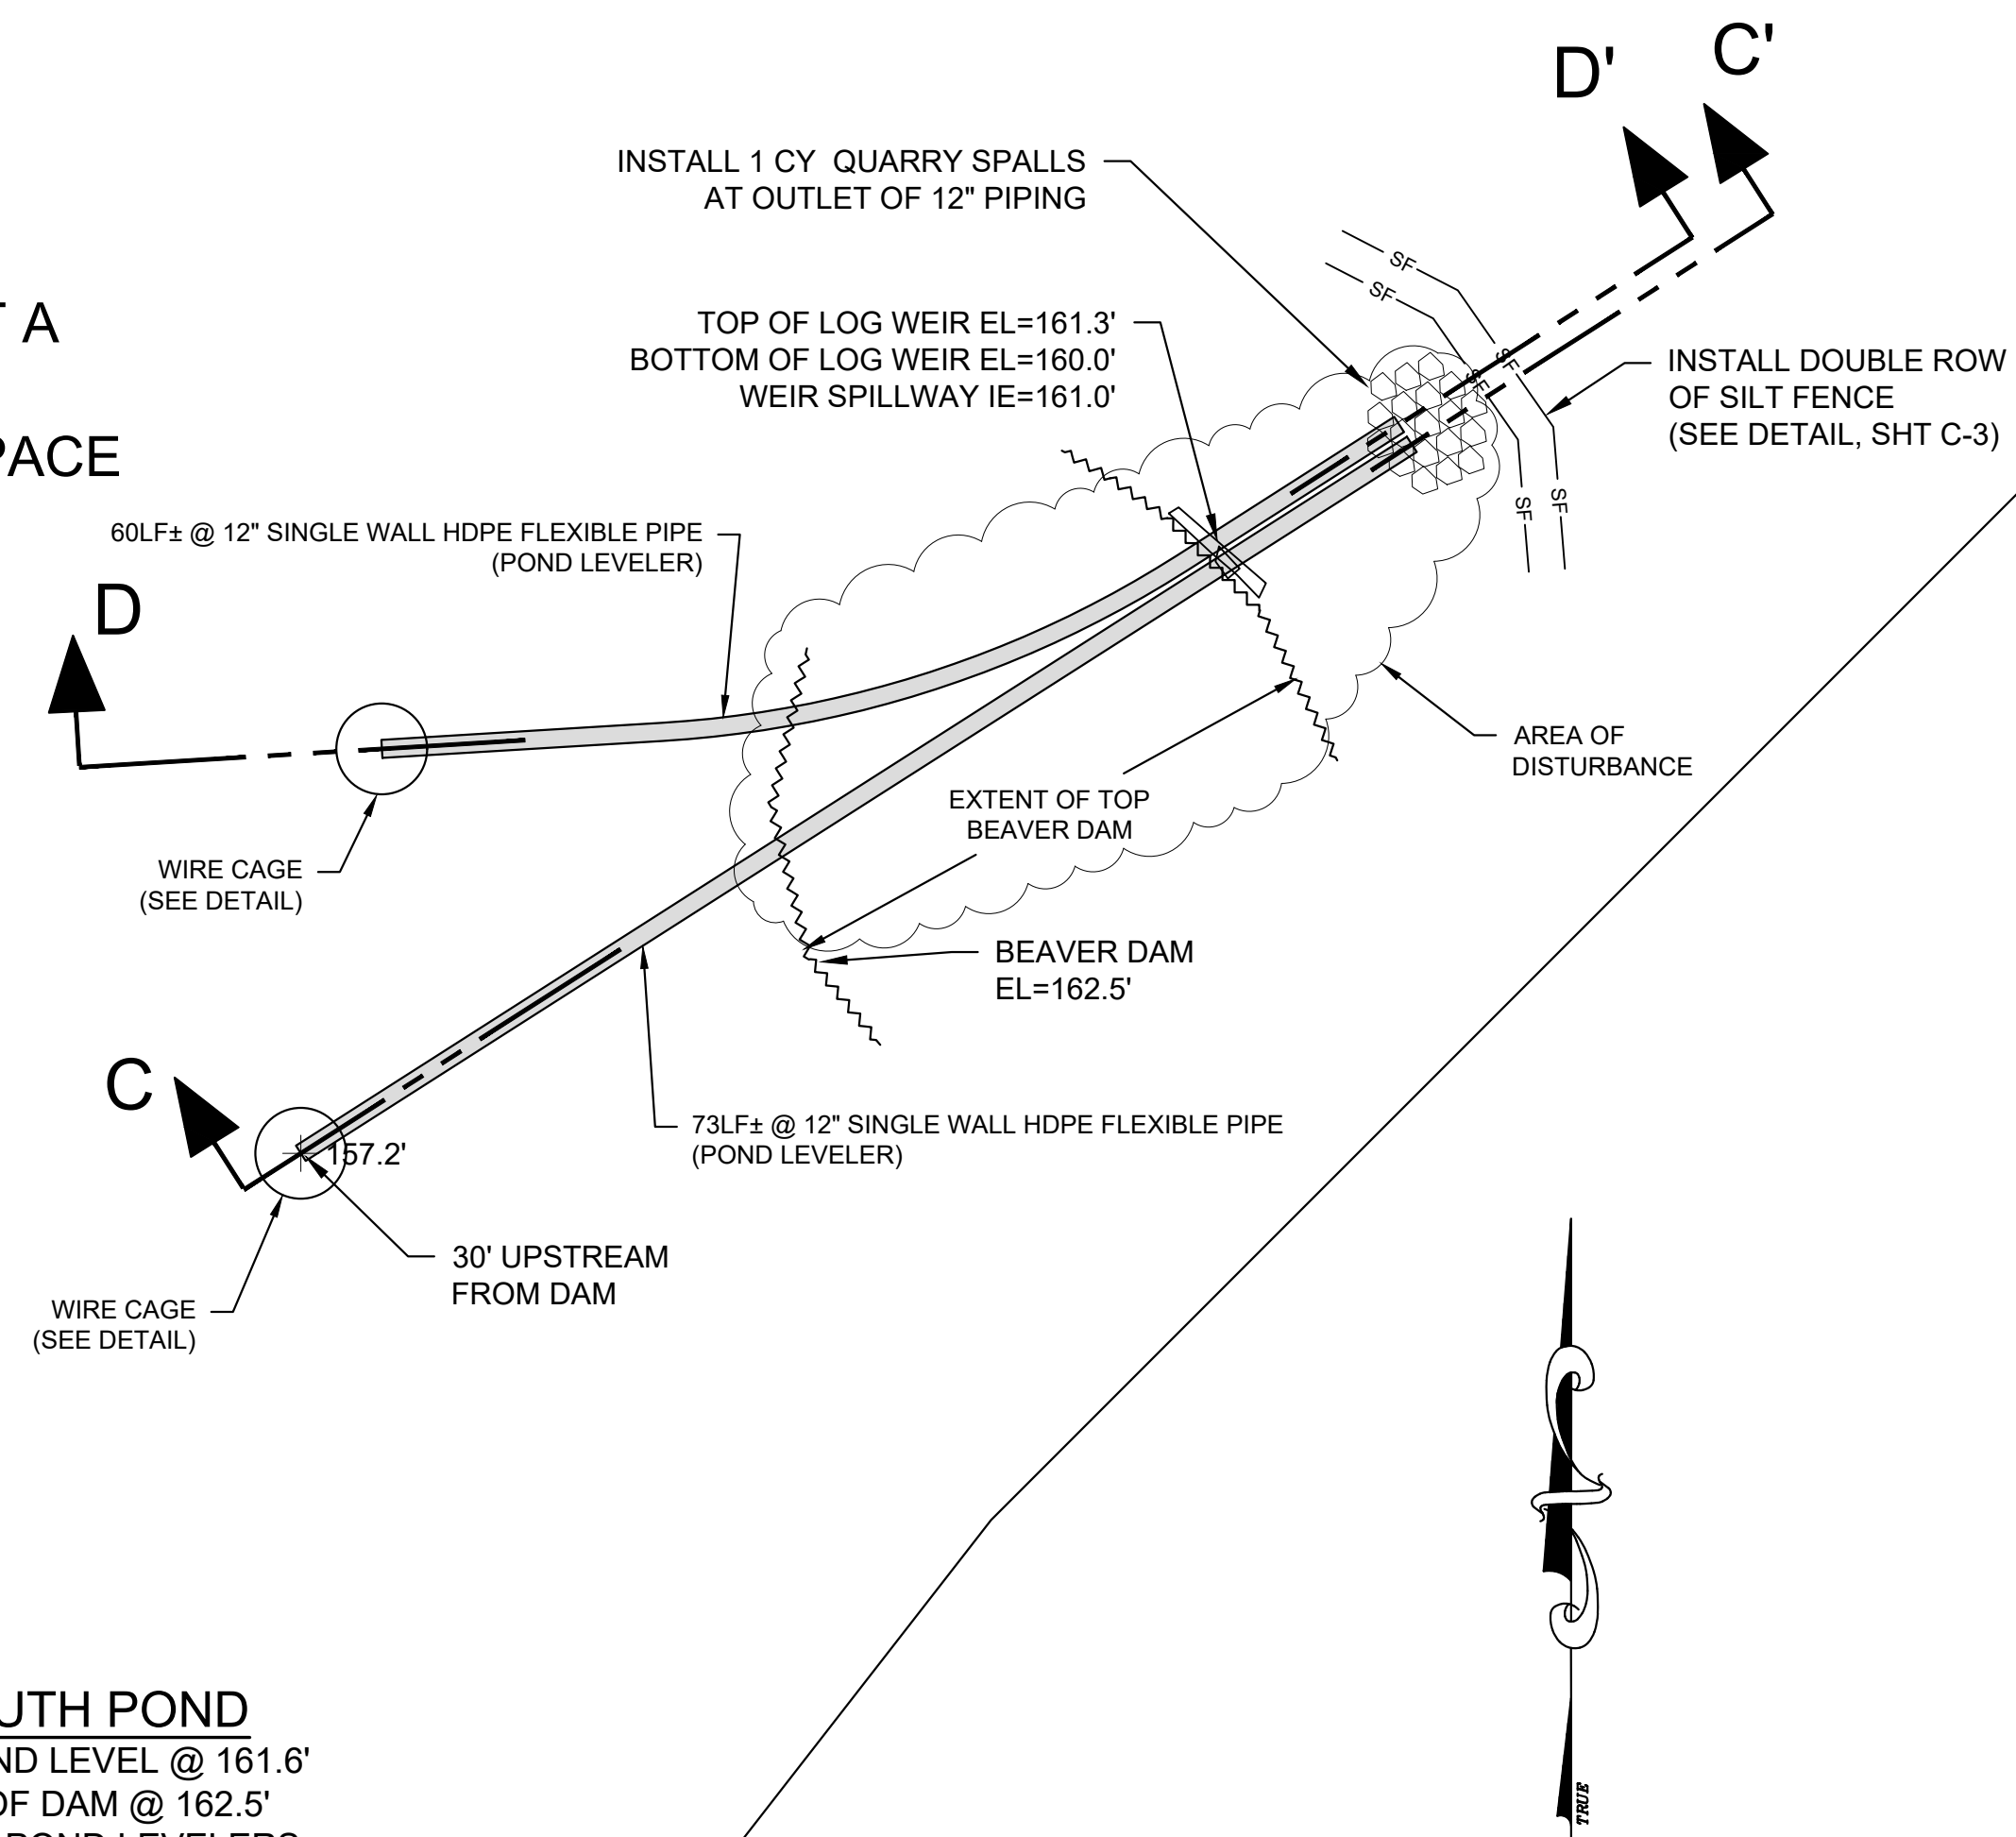 D'
C'
INSTALL 1 CY QUARRY SPALLS
AT OUTLET OF 12" PIPING
SF
SF
T A
TOP OF LOG WEIR EL=161.3'
BOTTOM OF LOG WEIR EL=160.0'
WEIR SPILLWAY IE=161.0'
SF
SF
INSTALL DOUBLE ROW
OF SILT FENCE
(SEE DETAIL, SHT C-3)
PACE
SF
SF
60LF± @ 12" SINGLE WALL HDPE FLEXIBLE PIPE
(POND LEVELER)
D
AREA OF
DISTURBANCE
EXTENT OF TOP
BEAVER DAM
WIRE CAGE
(SEE DETAIL)
BEAVER DAM
EL=162.5'
C
73LF± @ 12" SINGLE WALL HDPE FLEXIBLE PIPE
(POND LEVELER)
157.2'
30' UPSTREAM
FROM DAM
WIRE CAGE
(SEE DETAIL)
UTH POND
ND LEVEL @ 161.6'
OF DAM @ 162.5'
POND LEVELERS
TRUE